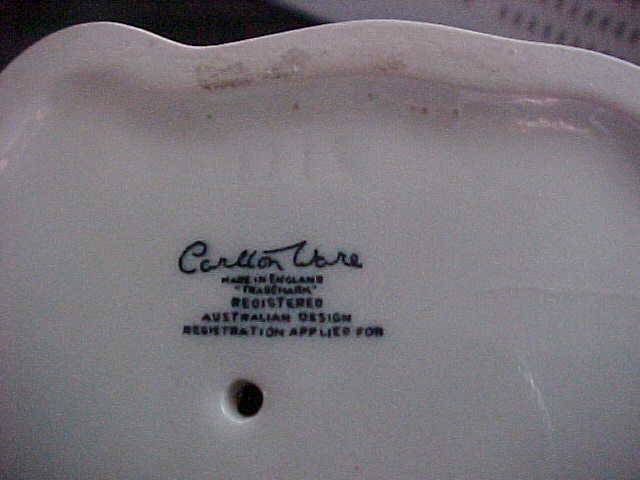 Carlton Ware
MADE IN ENGLAND
"TRADEMARK"
REGISTERED
AUSTRALIAN DESIGN
REGISTRATION APPLIED FOR